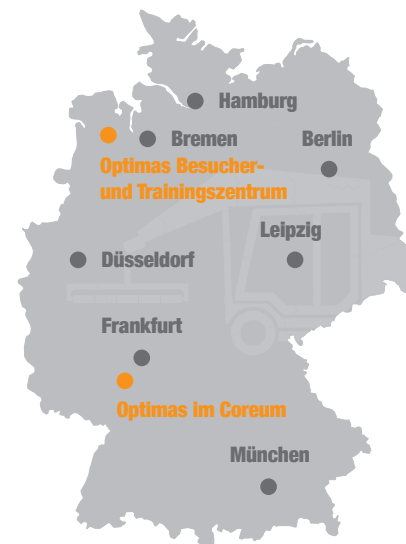 Hamburg
Bremen
Berlin
Optimas Besucher-
und Trainingszentrum
Leipzig
Düsseldorf
Frankfurt
Optimas im Coreum
München